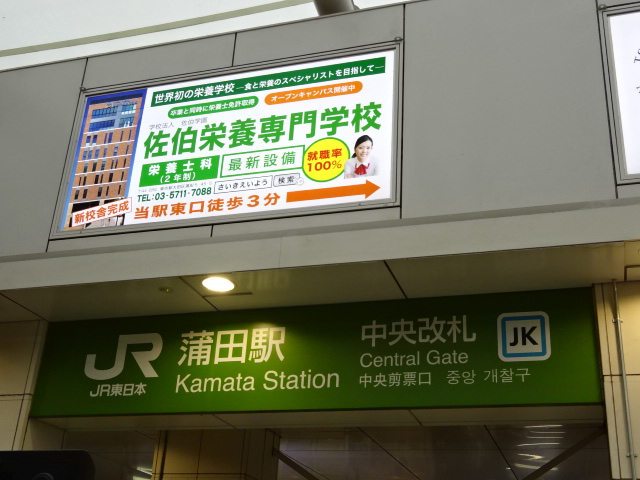 世界初の栄養学校 ―食と栄養のスペシャリストを目指して―
卒業と同時に栄養士免許取得 オープンキャンパス開催中
学校法人 佐伯学園
佐伯栄養専門学校
栄養士科
(2年制)
最新設備
就職率
100%
TEL:03-5711-7088 さいきえいよう 検索
新校舎完成
当駅東口徒歩3分
JR
JR東日本
蒲田駅
Kamata Station
中央改札
Central Gate
中央剪票口 중앙 개찰구
JK